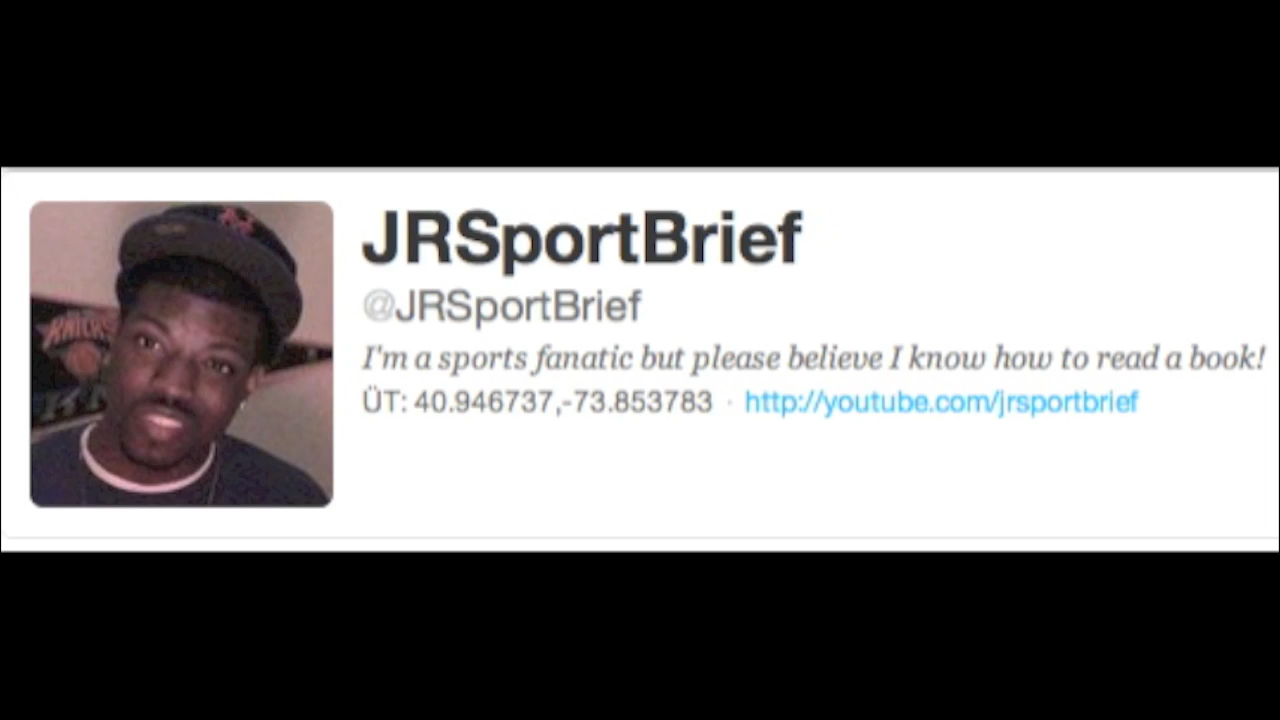 JRSportBrief
@JRSportBrief
I'm a sports fanatic but please believe I know how to read a book!
ÜT: 40.946737,-73.853783 · http://youtube.com/jrsportbrief
KNICKS